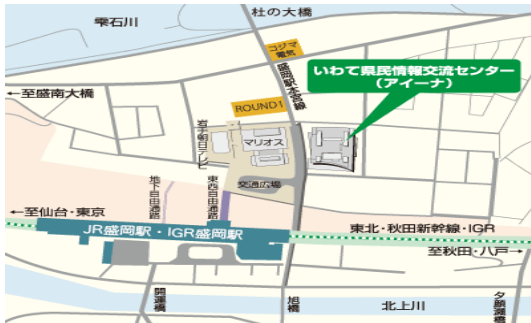 杜の大橋
雫石川
コジマ
電気
いわて県民情報交流センター
(アイーナ)
←至盛南大橋
盛岡駅本宮線
ROUND1
岩手朝日テレビ
マリオス
交通広場
地下自由通路
東西自由通路
←至仙台・東京
JR盛岡駅・IGR盛岡駅
東北・秋田新幹線・IGR
至秋田・八戸→
開運橋
旭橋
北上川
夕顔瀬橋